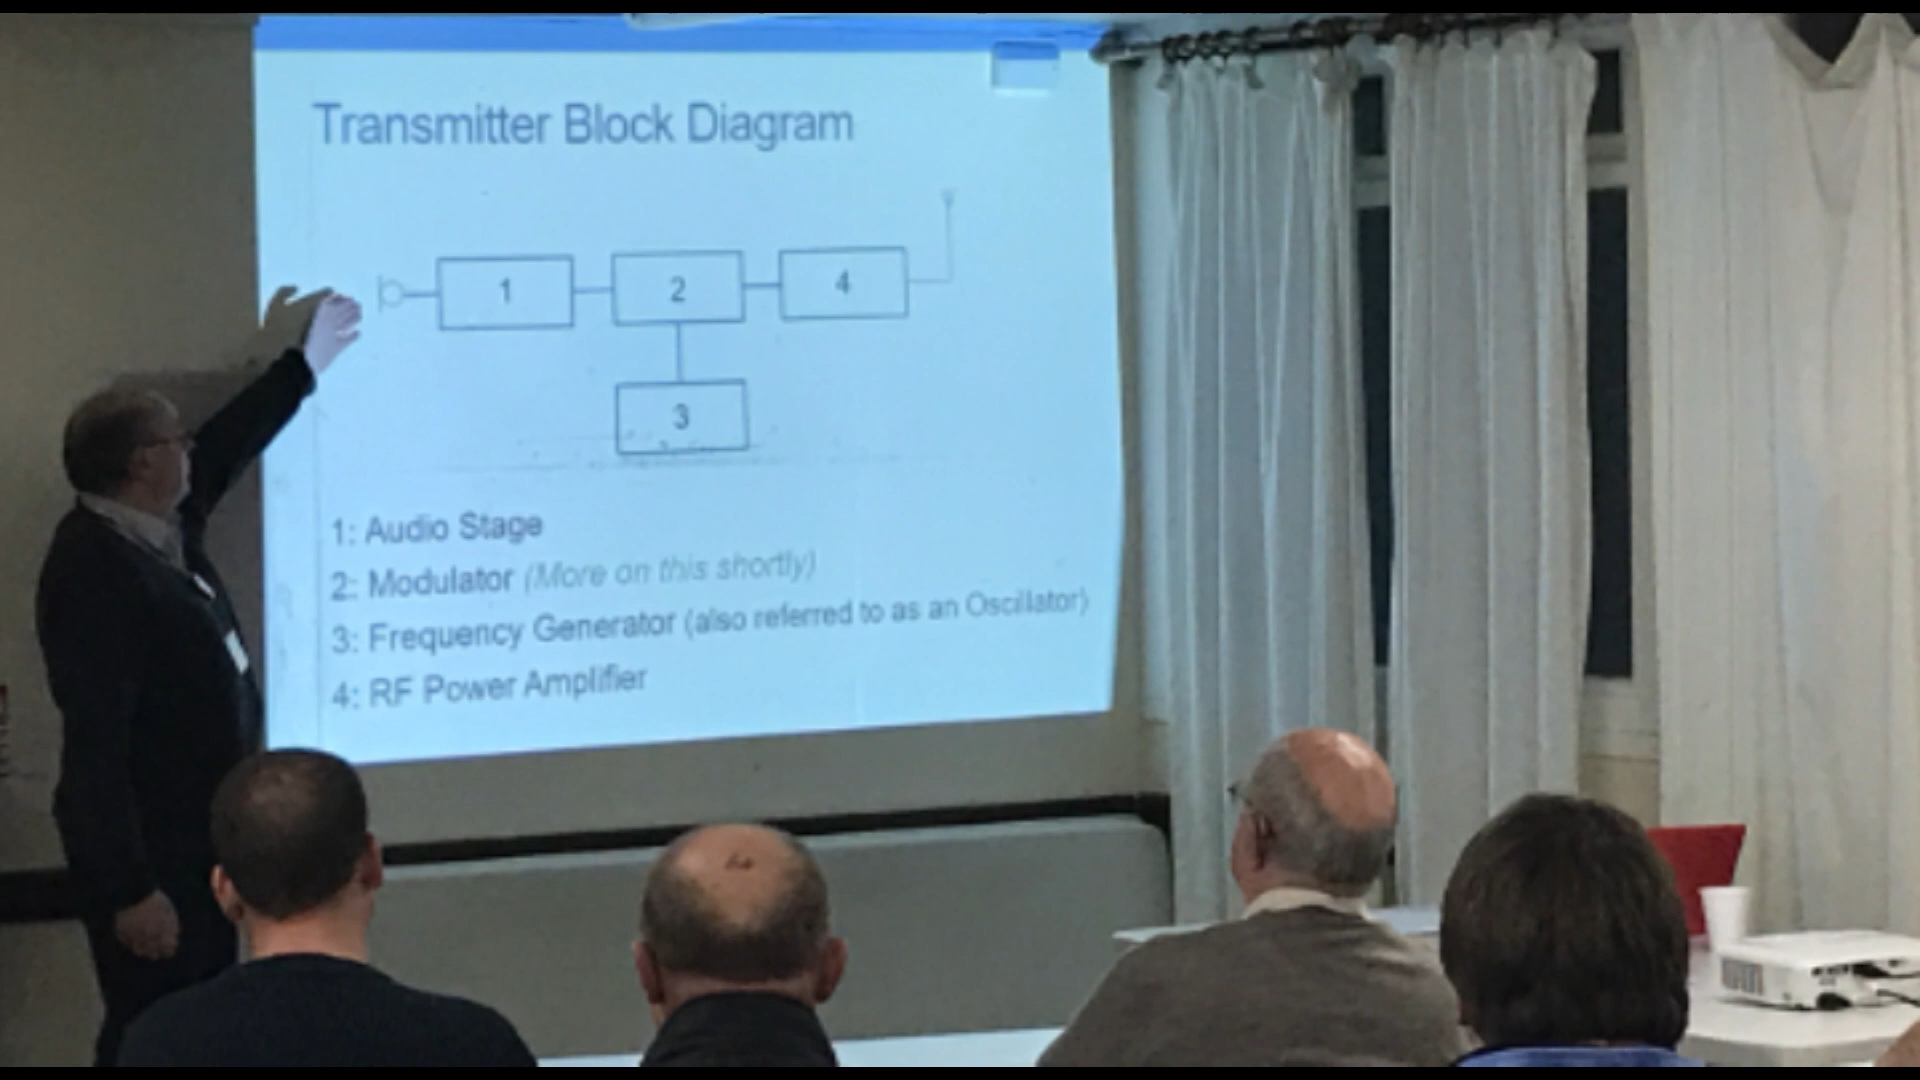 Transmitter Block Diagram
1
2
4
3
1: Audio Stage
2: Modulator (More on this shortly)
3: Frequency Generator (also referred to as an Oscillator)
4: RF Power Amplifier